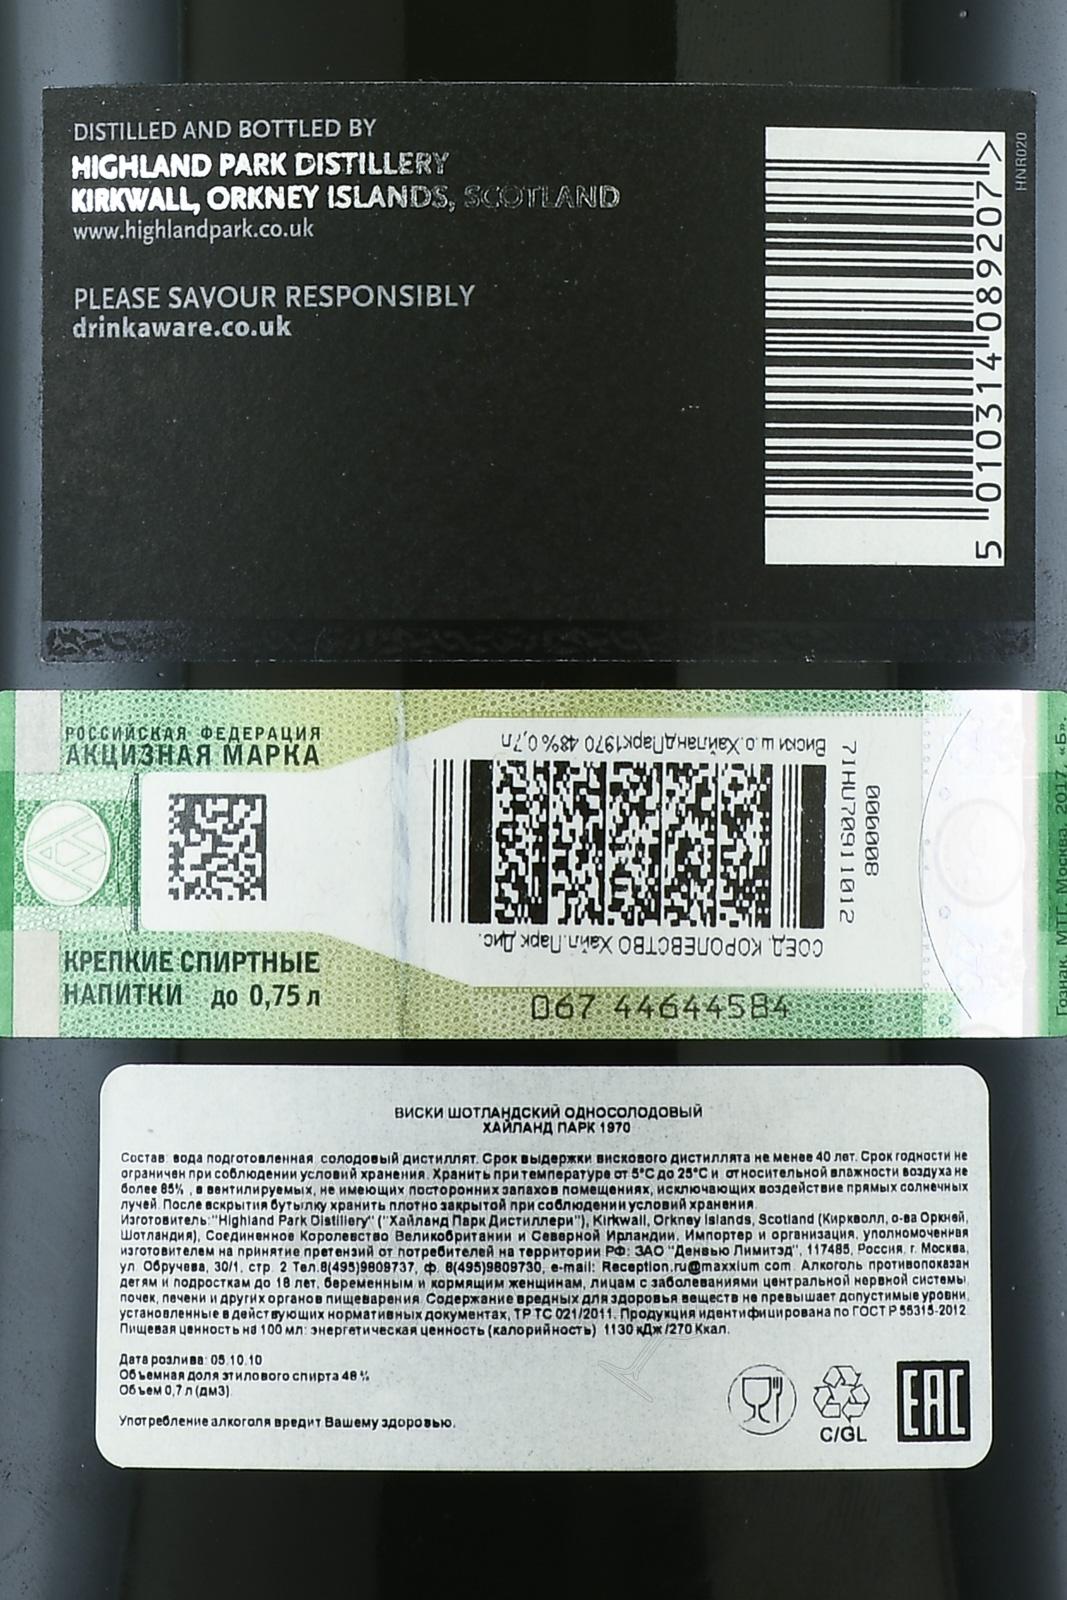 DISTILLED AND BOTTLED BY
HIGHLAND PARK DISTILLERY
KIRKWALL, ORKNEY ISLANDS, SCOTLAND
www.highlandpark.co.uk
PLEASE SAVOUR RESPONSIBLY
drinkaware.co.uk
5 010314 089207 >
HNR020
РОССИЙСКАЯ ФЕДЕРАЦИЯ
АКЦИЗНАЯ МАРКА
КРЕПКИЕ СПИРТНЫЕ
НАПИТКИ до 0,75 л
Виски ш.о.ХайландПарк1970 48% 0,7л
СОЕД. КОРОЛЕВСТВО Хайл.Парк Дис.
7IHU70911012
0000008
067 44644584
Гознак, МТГ, Москва, 2017, «Б».
ВИСКИ ШОТЛАНДСКИЙ ОДНОСОЛОДОВЫЙ
ХАЙЛАНД ПАРК 1970
Состав: вода подготовленная, солодовый дистиллят. Срок выдержки вискового дистиллята не менее 40 лет. Срок годности не
ограничен при соблюдении условий хранения. Хранить при температуре от 5°С до 25°С и относительной влажности воздуха не
более 85% , в вентилируемых, не имеющих посторонних запахов помещениях, исключающих воздействие прямых солнечных
лучей. После вскрытия бутылку хранить плотно закрытой при соблюдении условий хранения.
Изготовитель:"Highland Park Distillery" ("Хайланд Парк Дистиллери"), Kirkwall, Orkney Islands, Scotland (Киркволл, о-ва Оркней,
Шотландия), Соединенное Королевство Великобритании и Северной Ирландии. Импортер и организация, уполномоченная
изготовителем на принятие претензий от потребителей на территории РФ: ЗАО "Денвью Лимитэд", 117485, Россия, г. Москва,
ул. Обручева, 30/1, стр. 2 Тел.8(495)9809737, ф. 8(495)9809730, e-mail: Reception.ru@maxxium.com. Алкоголь противопоказан
детям и подросткам до 18 лет, беременным и кормящим женщинам, лицам с заболеваниями центральной нервной системы,
почек, печени и других органов пищеварения. Содержание вредных для здоровья веществ не превышает допустимые уровни,
установленные в действующих нормативных документах, ТР ТС 021/2011. Продукция идентифицирована по ГОСТ Р 55315-2012
Пищевая ценность на 100 мл: энергетическая ценность (калорийность) 1130 кДж /270 Ккал.
Дата розлива: 05.10.10
Объемная доля этилового спирта 48 %
Объем 0,7 л (дм3)
Употребление алкоголя вредит Вашему здоровью.
C/GL
EAC